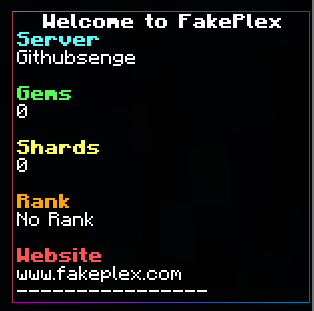 Welcome to FakePlex
Server
Githubsenge
Gems
0
Shards
0
Rank
No Rank
Website
www.fakeplex.com
----------------